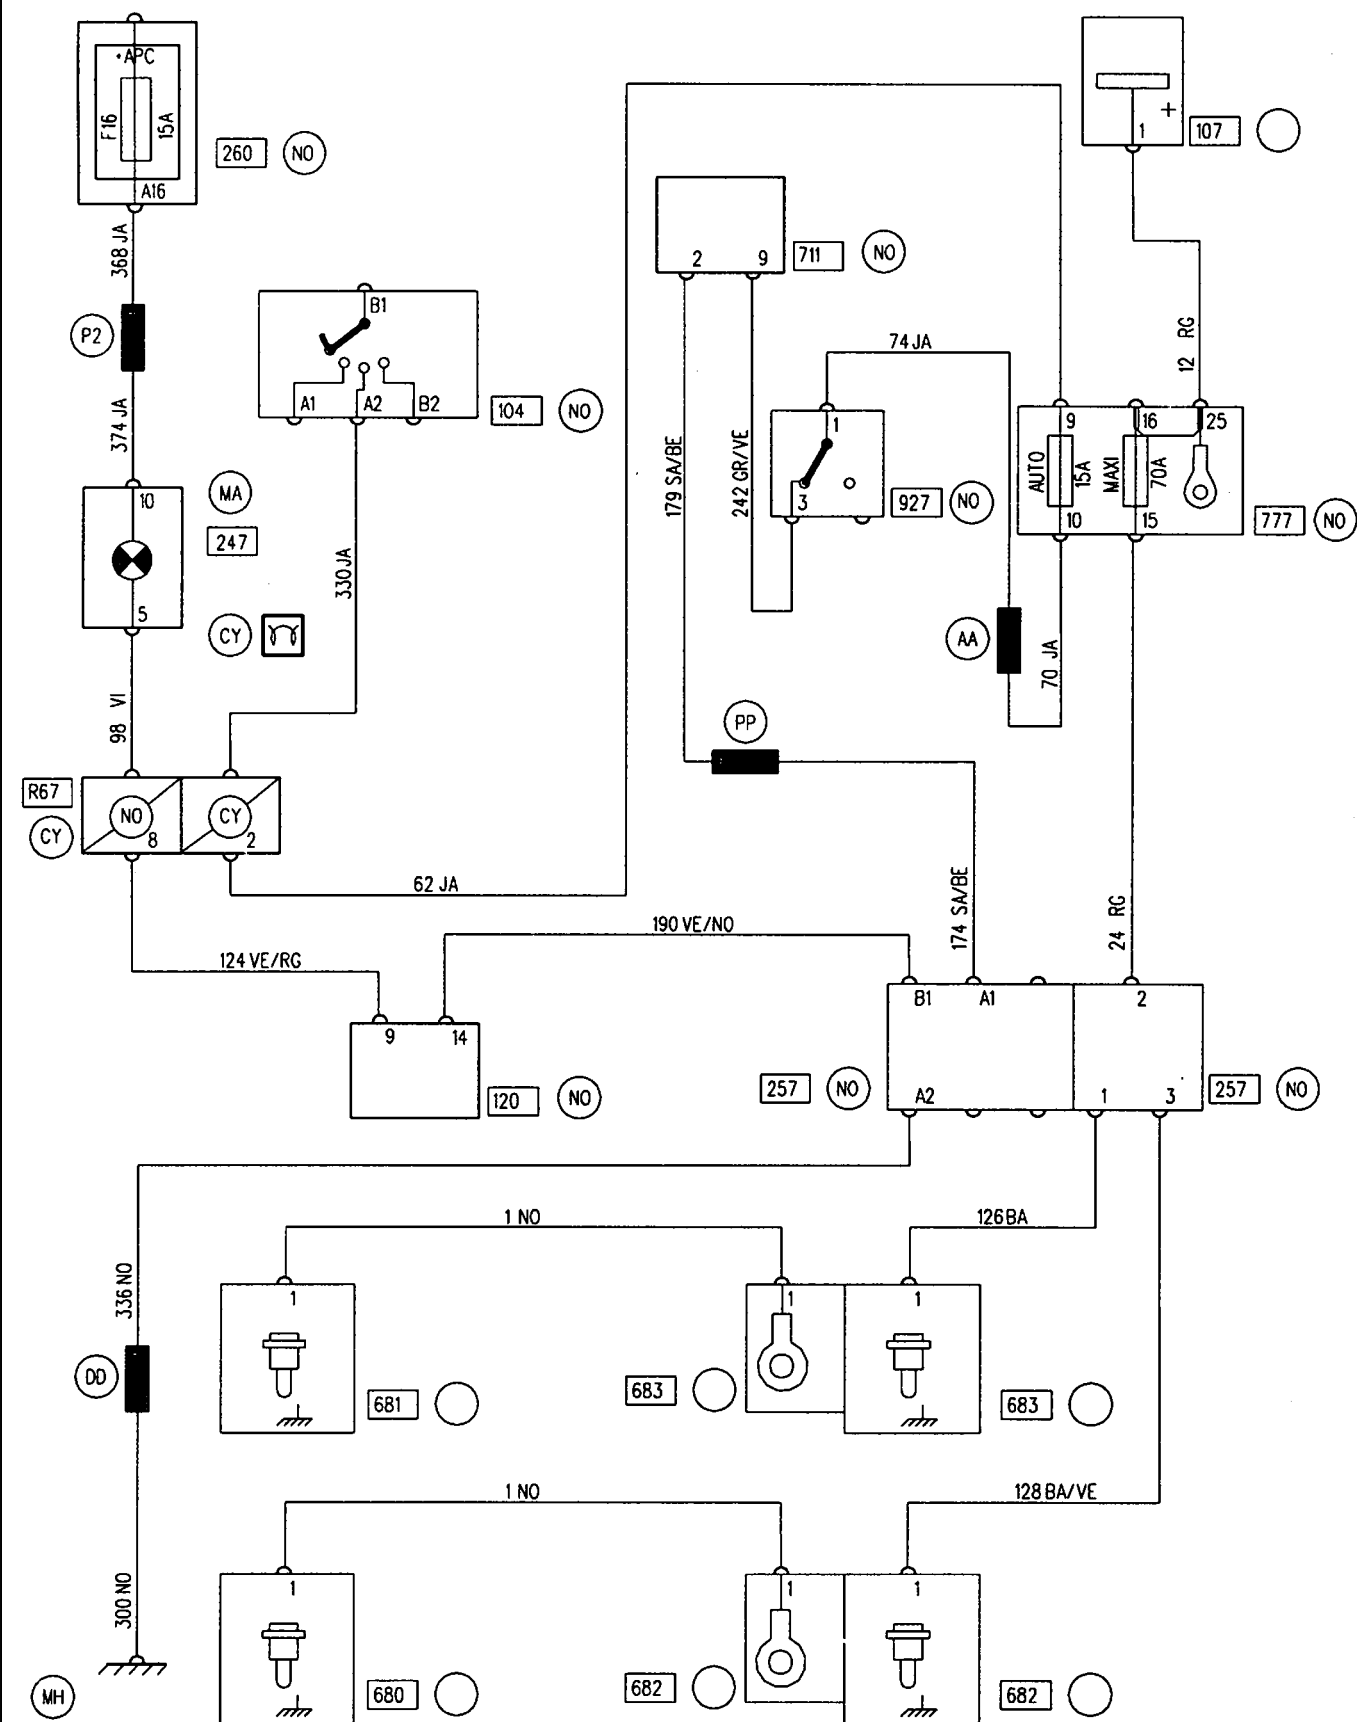 +APC
F16
15A
A16
260
NO
368 JA
P2
374 JA
10
5
MA
247
CY
98 VI
R67
CY
NO
8
CY
2
B1
A1
A2
B2
104
NO
330 JA
62 JA
124 VE/RG
190 VE/NO
9
14
120
NO
2
9
711
NO
179 SA/BE
242 GR/VE
74 JA
1
3
927
NO
AA
70 JA
PP
174 SA/BE
+
1
107
12 RG
9
AUTO
15A
10
16
MAXI
70A
15
25
777
NO
24 RG
B1
A1
2
A2
1
3
257
NO
257
NO
336 NO
DD
300 NO
MH
1 NO
126 BA
1
681
1
683
1
683
1 NO
128 BA/VE
1
680
1
682
1
682